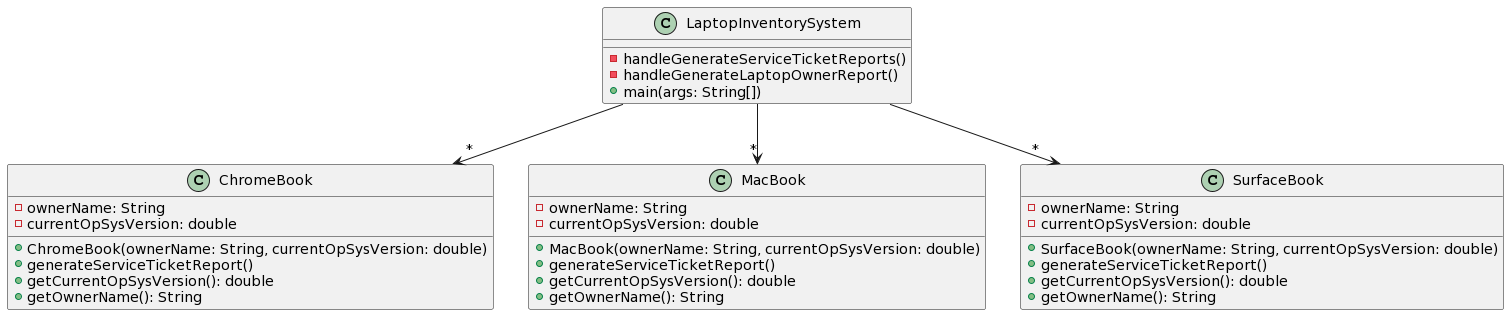 C LaptopInventorySystem
handleGenerateServiceTicketReports()
handleGenerateLaptopOwnerReport()
main(args: String[])
*
*
*
C ChromeBook
ownerName: String
currentOpSysVersion: double
ChromeBook(ownerName: String, currentOpSysVersion: double)
generateServiceTicketReport()
getCurrentOpSysVersion(): double
getOwnerName(): String
C MacBook
ownerName: String
currentOpSysVersion: double
MacBook(ownerName: String, currentOpSysVersion: double)
generateServiceTicketReport()
getCurrentOpSysVersion(): double
getOwnerName(): String
C SurfaceBook
ownerName: String
currentOpSysVersion: double
SurfaceBook(ownerName: String, currentOpSysVersion: double)
generateServiceTicketReport()
getCurrentOpSysVersion(): double
getOwnerName(): String